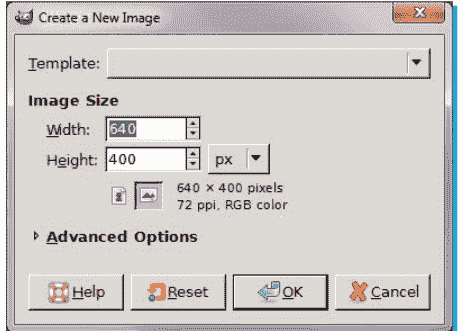 Create a New Image
Template:
Image Size
Width: 640
Height: 400 px
640 × 400 pixels
72 ppi, RGB color
Advanced Options
Help Reset OK Cancel